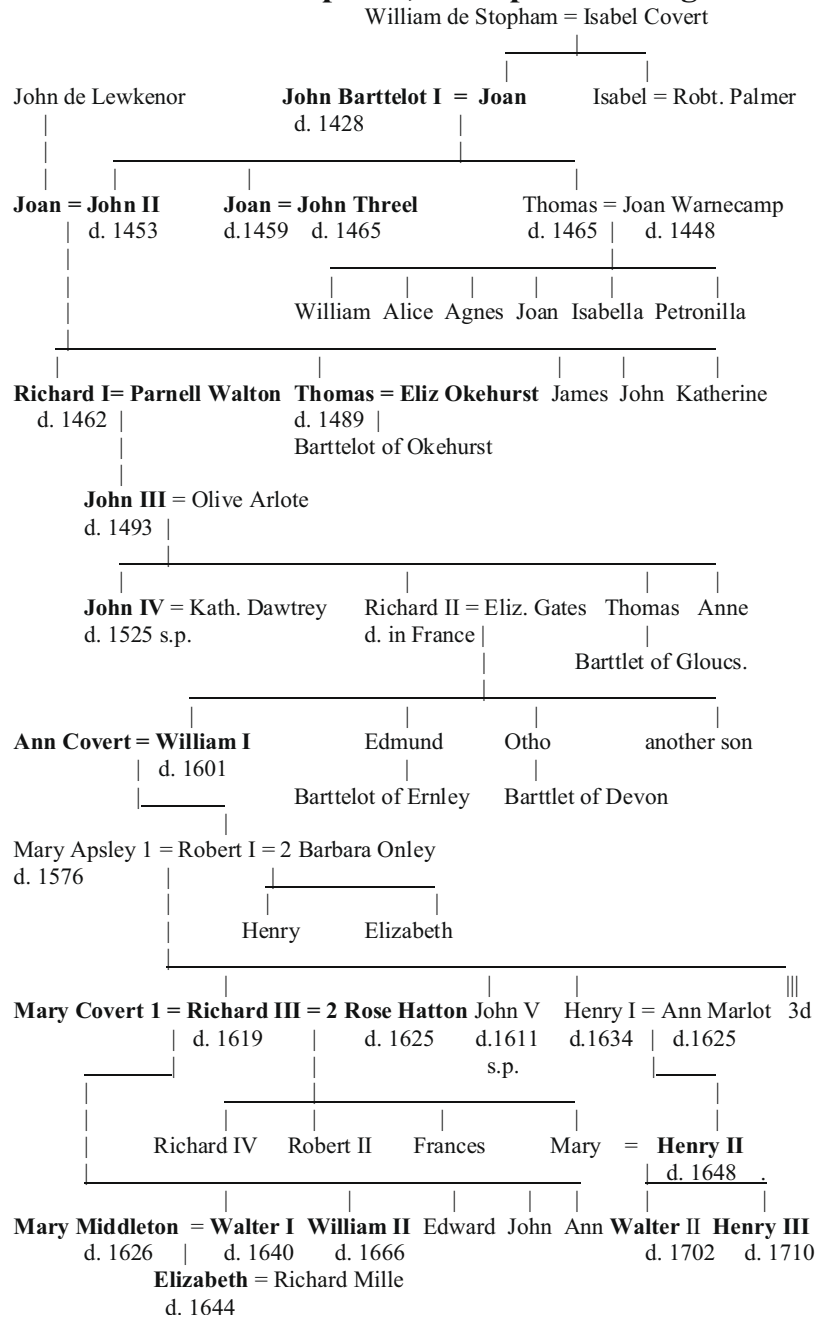 William de Stopham = Isabel Covert
John de Lewkenor John Barttelot I = Joan Isabel = Robt. Palmer
d. 1428
Joan = John II Joan = John Threel Thomas = Joan Warnecamp
d. 1453 d.1459 d. 1465 d. 1465 d. 1448
William Alice Agnes Joan Isabella Petronilla
Richard I= Parnell Walton Thomas = Eliz Okehurst James John Katherine
d. 1462 d. 1489
Barttelot of Okehurst
John III = Olive Arlote
d. 1493
John IV = Kath. Dawtrey Richard II = Eliz. Gates Thomas Anne
d. 1525 s.p. d. in France
Barttlet of Gloucs.
Ann Covert = William I Edmund Otho another son
d. 1601
Barttelot of Ernley Barttlet of Devon
Mary Apsley 1 = Robert I = 2 Barbara Onley
d. 1576
Henry Elizabeth
Mary Covert 1 = Richard III = 2 Rose Hatton John V Henry I = Ann Marlot 3d
d. 1619 d. 1625 d.1611 d.1634 d.1625
s.p.
Richard IV Robert II Frances Mary = Henry II
d. 1648 .
Mary Middleton = Walter I William II Edward John Ann Walter II Henry III
d. 1626 d. 1640 d. 1666 d. 1702 d. 1710
Elizabeth = Richard Mille
d. 1644